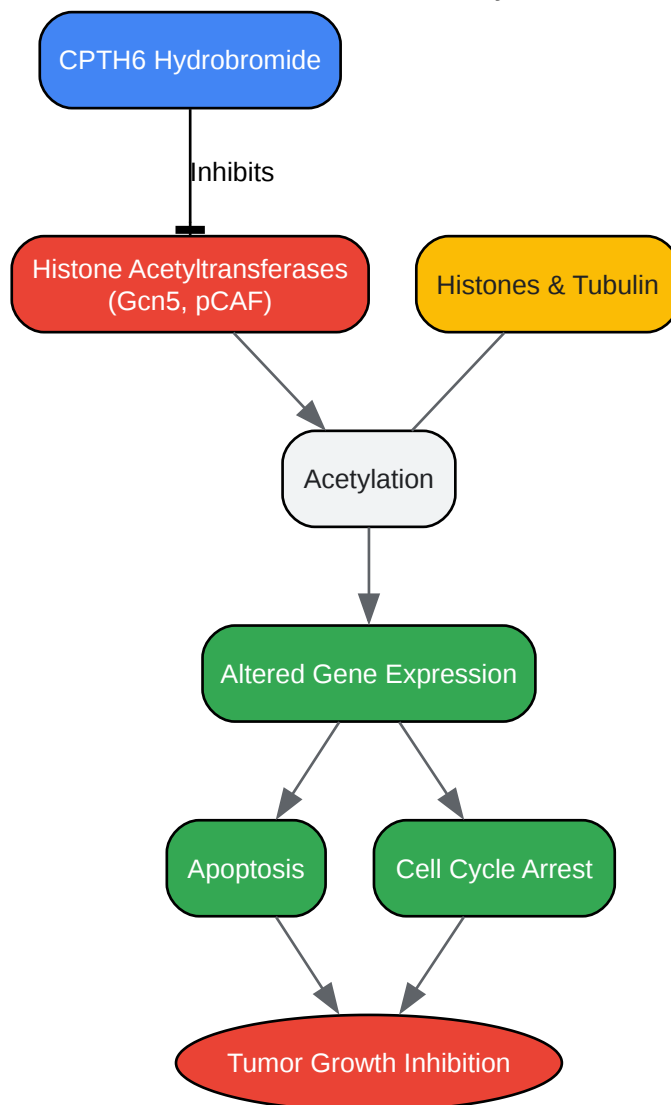 CPTH6 Hydrobromide
Inhibits
Histone Acetyltransferases
(Gcn5, pCAF)
Histones & Tubulin
Acetylation
Altered Gene Expression
Apoptosis
Cell Cycle Arrest
Tumor Growth Inhibition